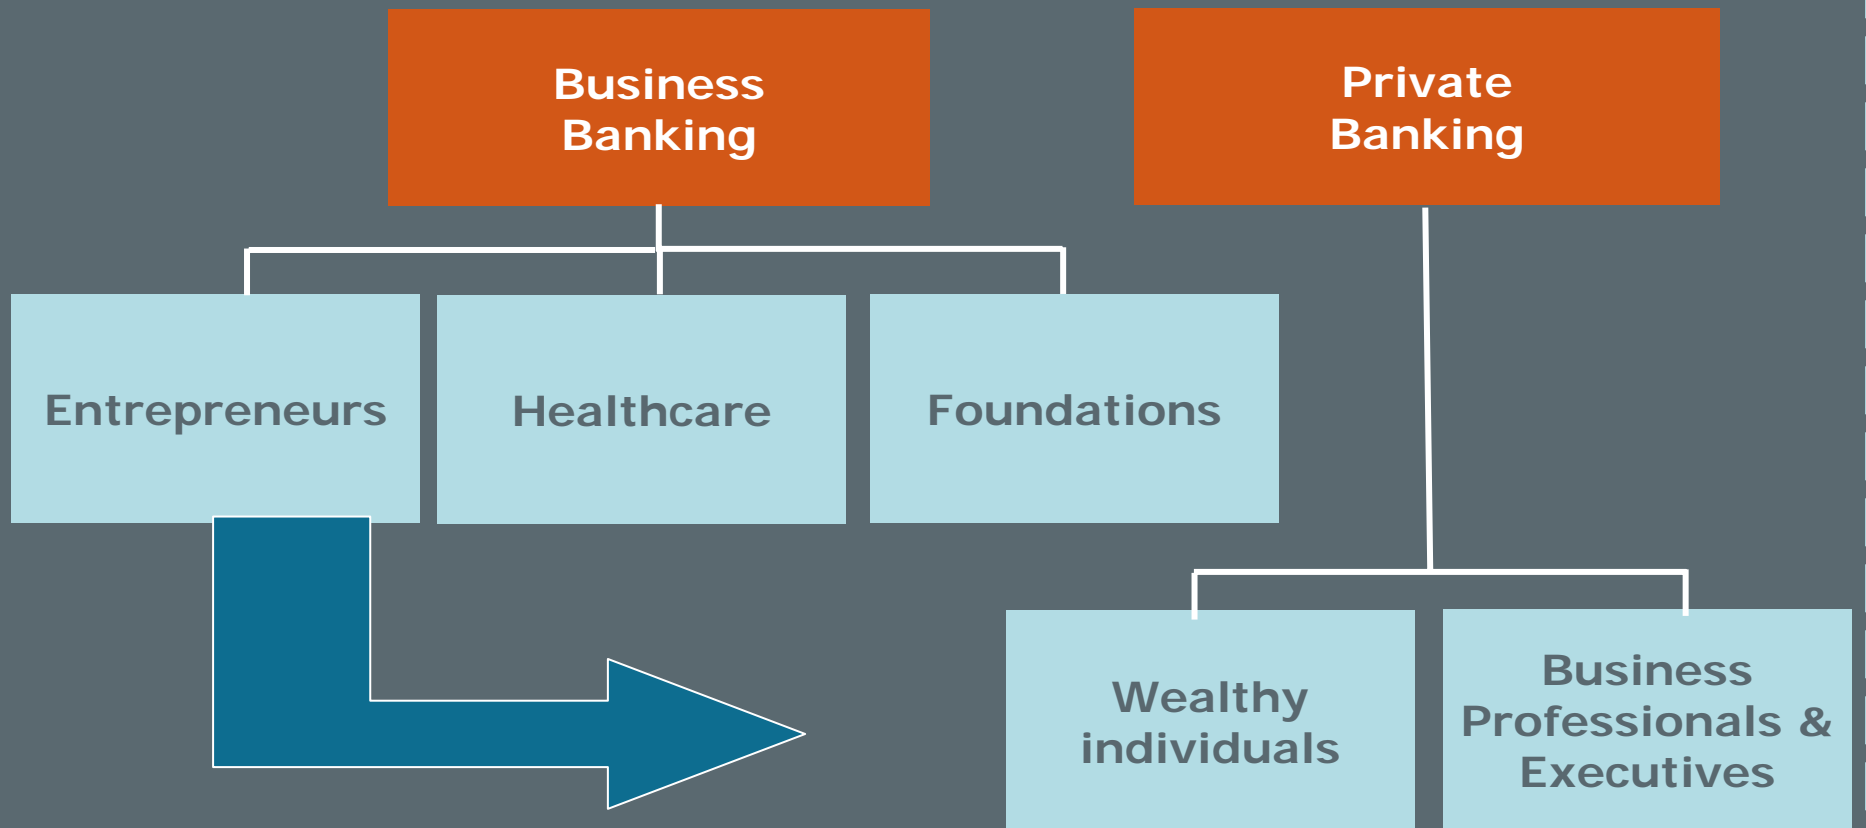 Business
Banking
Private
Banking
Entrepreneurs
Healthcare
Foundations
Wealthy
individuals
Business
Professionals &
Executives